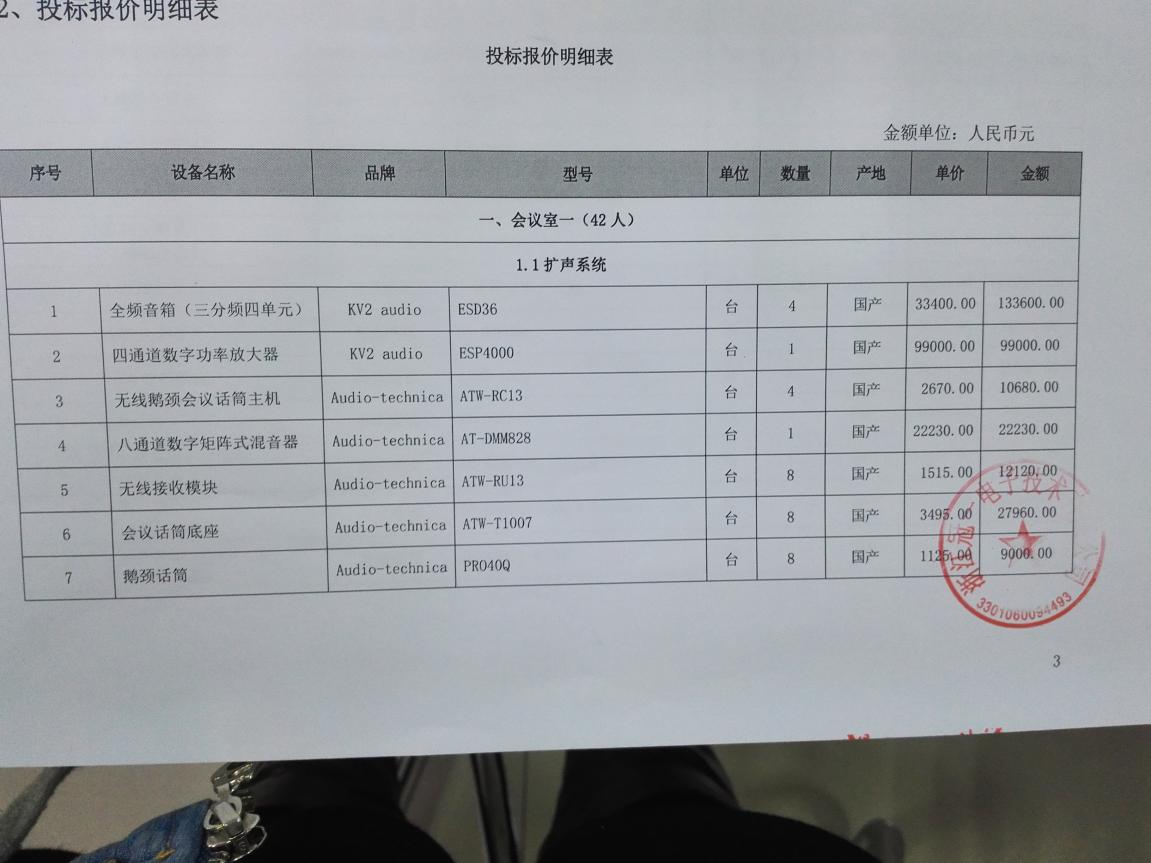 2、投标报价明细表
投标报价明细表
金额单位：人民币元
序号 设备名称 品牌 型号 单位 数量 产地 单价 金额
一、会议室一（42人）
1.1扩声系统
1 全频音箱（三分频四单元） KV2 audio ESD36 台 4 国产 33400.00 133600.00
2 四通道数字功率放大器 KV2 audio ESP4000 台 1 国产 99000.00 99000.00
3 无线鹅颈会议话筒主机 Audio-technica ATW-RC13 台 4 国产 2670.00 10680.00
4 八通道数字矩阵式混音器 Audio-technica AT-DMM828 台 1 国产 22230.00 22230.00
5 无线接收模块 Audio-technica ATW-RU13 台 8 国产 1515.00 12120.00
6 会议话筒底座 Audio-technica ATW-T1007 台 8 国产 3495.00 27960.00
7 鹅颈话筒 Audio-technica PRO40Q 台 8 国产 1125.00 9000.00
浙江冠一电子技术 公司
3301060094493
3